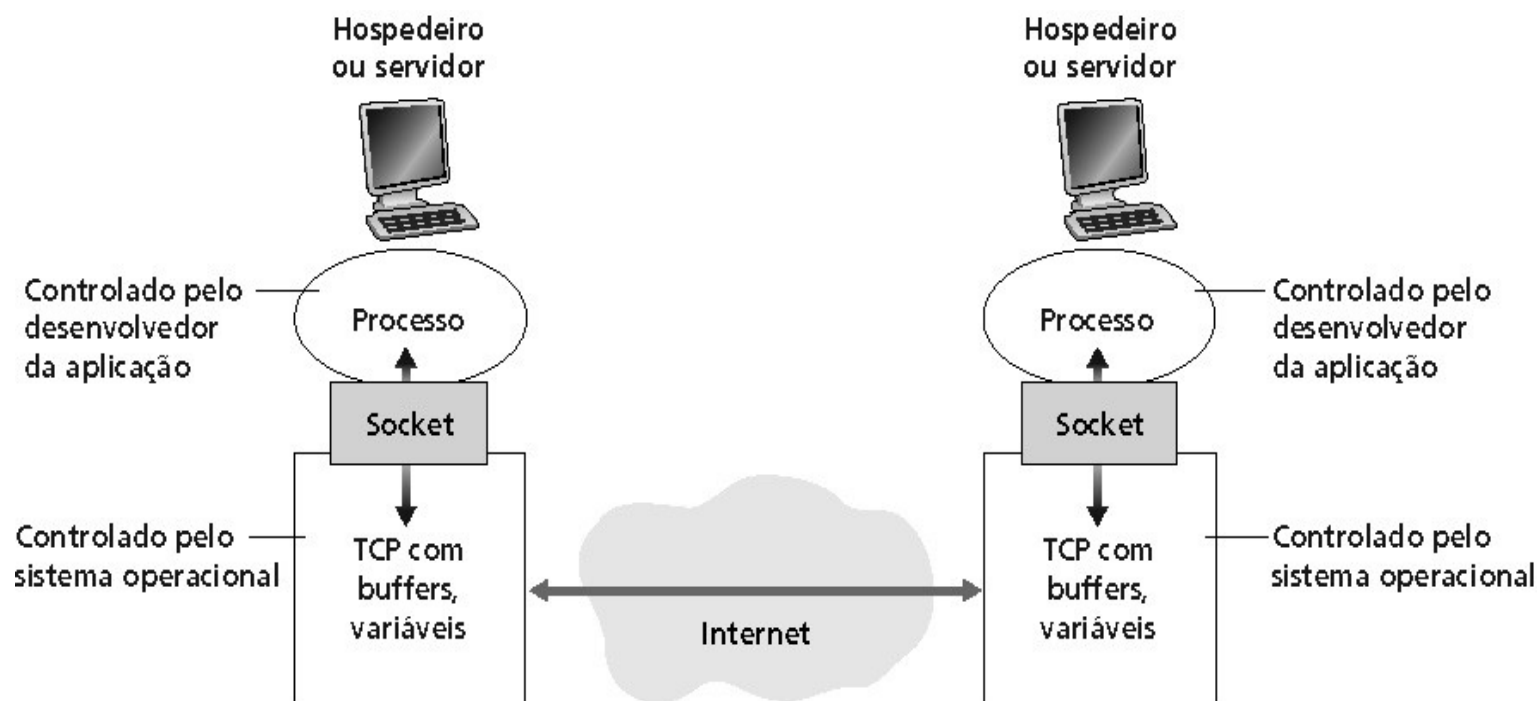 Hospedeiro
ou servidor
Hospedeiro
ou servidor
Controlado pelo
desenvolvedor
da aplicação
Processo
Processo
Controlado pelo
desenvolvedor
da aplicação
Socket
Socket
Controlado pelo
sistema operacional
TCP com
buffers,
variáveis
Internet
TCP com
buffers,
variáveis
Controlado pelo
sistema operacional